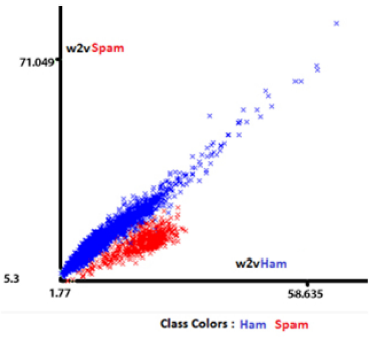 w2vSpam
71.049
5.3
w2vHam
1.77
58.635
Class Colors : Ham Spam